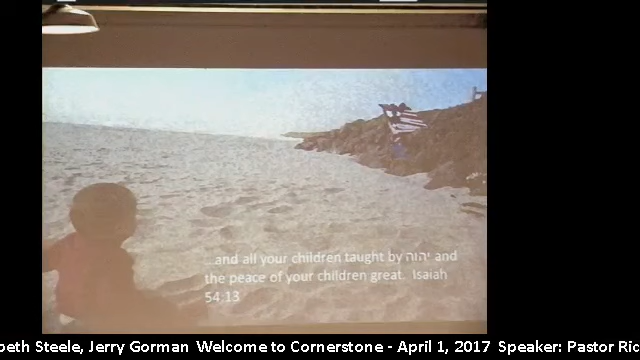 ...and all your children taught by יהוה and
the peace of your children great. Isaiah
54:13
beth Steele, Jerry Gorman Welcome to Cornerstone - April 1, 2017 Speaker: Pastor Ric